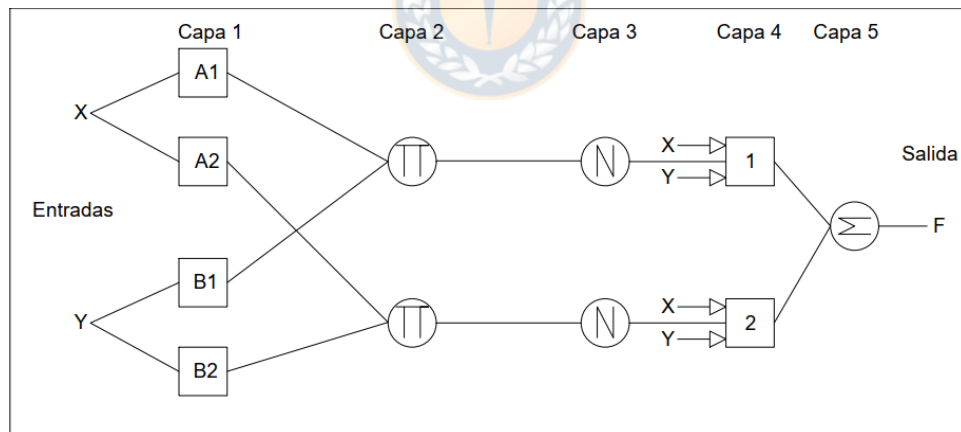 Capa 1 Capa 2 Capa 3 Capa 4 Capa 5
A1
X
A2
X
Y
1
Π
N
Salida
Entradas
Σ
F
B1
Y
B2
X
Y
2
Π
N